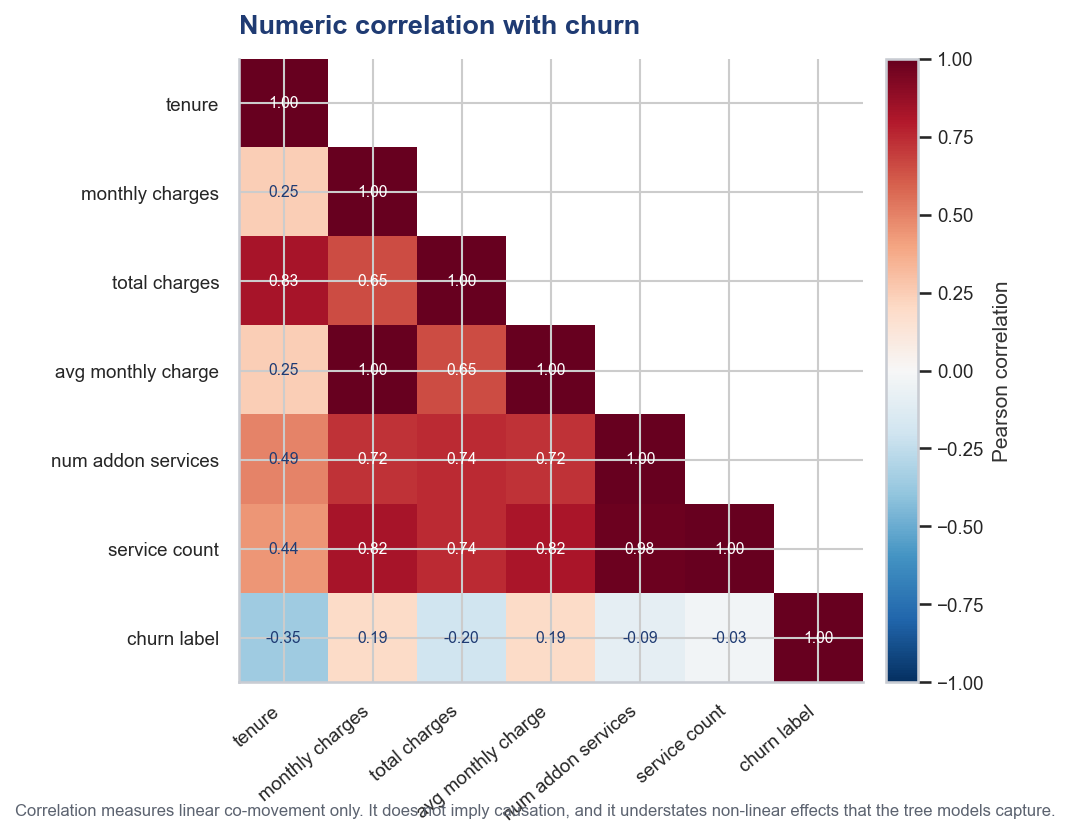 Numeric correlation with churn
tenure 1.00
monthly charges 0.25 1.00
total charges 0.83 0.65 1.00
avg monthly charge 0.25 1.00 0.65 1.00
num addon services 0.49 0.72 0.74 0.72 1.00
service count 0.44 0.82 0.74 0.82 0.98 1.00
churn label -0.35 0.19 -0.20 0.19 -0.09 -0.03 1.00
tenure
monthly charges
total charges
avg monthly charge
num addon services
service count
churn label
1.00
0.75
0.50
0.25
0.00
−0.25
−0.50
−0.75
−1.00
Pearson correlation
Correlation measures linear co-movement only. It does not imply causation, and it understates non-linear effects that the tree models capture.